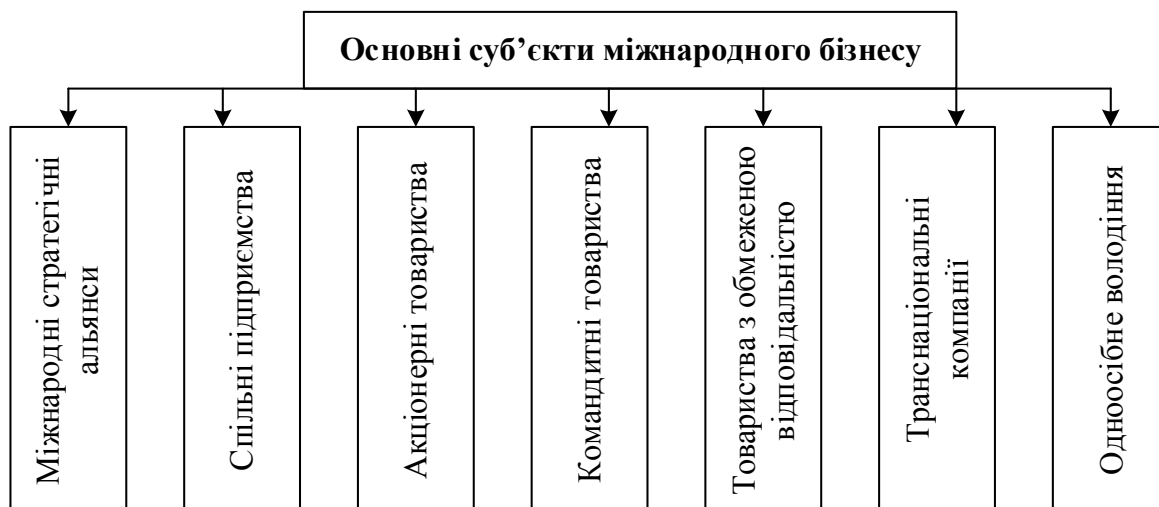 Основні суб’єкти міжнародного бізнесу
Міжнародні стратегічні
альянси
Спільні підприємства
Акціонерні товариства
Командитні товариства
Товариства з обмеженою
відповідальністю
Транснаціональні
компанії
Одноосібне володіння